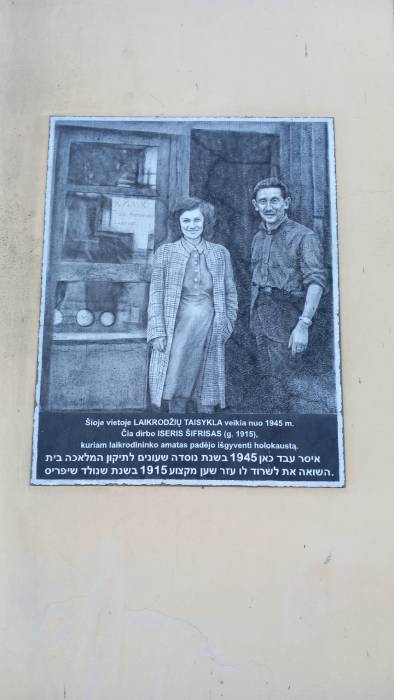 Šioje vietoje LAIKRODŽIŲ TAISYKLA veikia nuo 1945 m.
Čia dirbo ISERIS ŠIFRISAS (g. 1915),
kuriam laikrodininko amatas padėjo išgyventi holokaustą.
איסר עבד כאן 1945 בשנת נוסדה שעונים לתיקון המלאכה בית
.השואה את לשרוד לו עזר שען מקצוע 1915 בשנת שנולד שיפריס